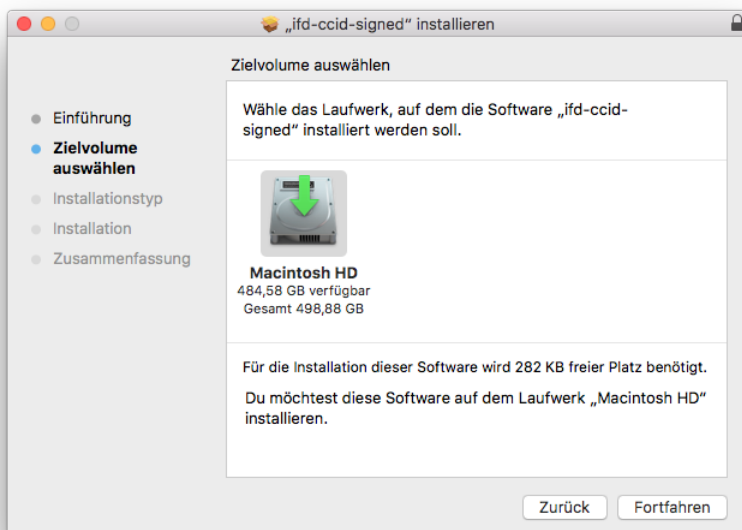 „ifd-ccid-signed“ installieren
Zielvolume auswählen
Einführung
Zielvolume
auswählen
Installationstyp
Installation
Zusammenfassung
Wähle das Laufwerk, auf dem die Software „ifd-ccid-
signed“ installiert werden soll.
Macintosh HD
484,58 GB verfügbar
Gesamt 498,88 GB
Für die Installation dieser Software wird 282 KB freier Platz benötigt.
Du möchtest diese Software auf dem Laufwerk „Macintosh HD“
installieren.
Zurück
Fortfahren